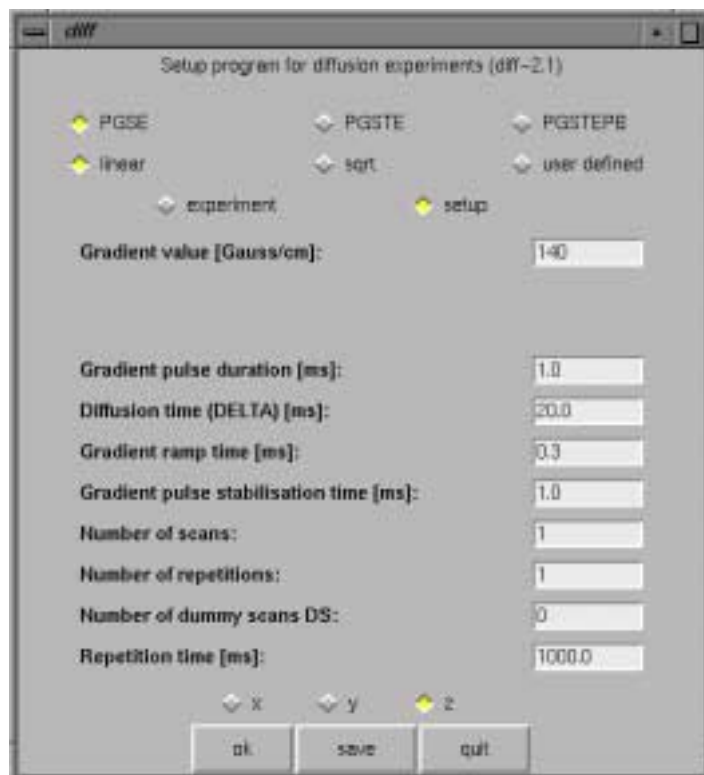 diff
Setup program for diffusion experiments (diff-2.1)
PGSE PGSTE PGSTEPB
linear sqrt user defined
experiment setup
Gradient value [Gauss/cm]: 140
Gradient pulse duration [ms]: 1.0
Diffusion time (DELTA) [ms]: 20.0
Gradient ramp time [ms]: 0.3
Gradient pulse stabilisation time [ms]: 1.0
Number of scans: 1
Number of repetitions: 1
Number of dummy scans DS: 0
Repetition time [ms]: 1000.0
x y z
ok save quit